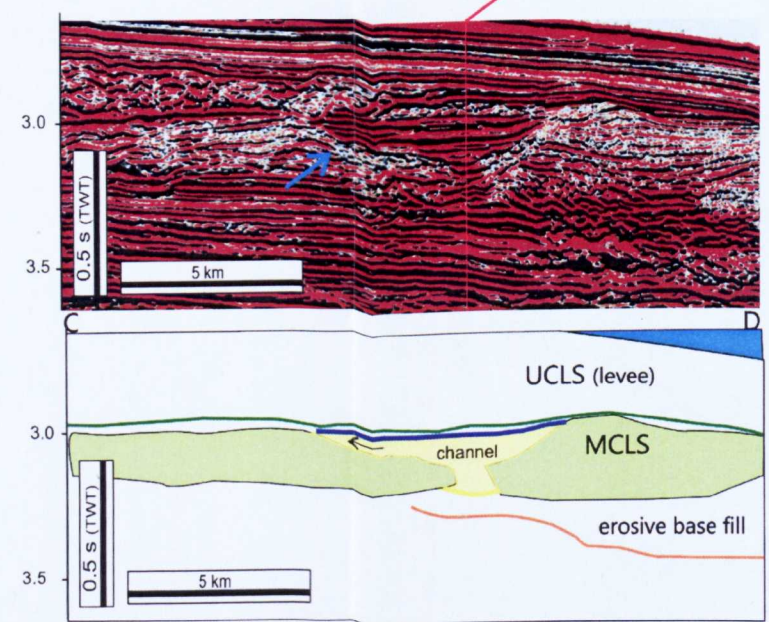 3.0
0.5 s (TWT)
5 km
3.5
C
D
UCLS (levee)
3.0
MCLS
channel
0.5 s (TWT)
erosive base fill
3.5
5 km